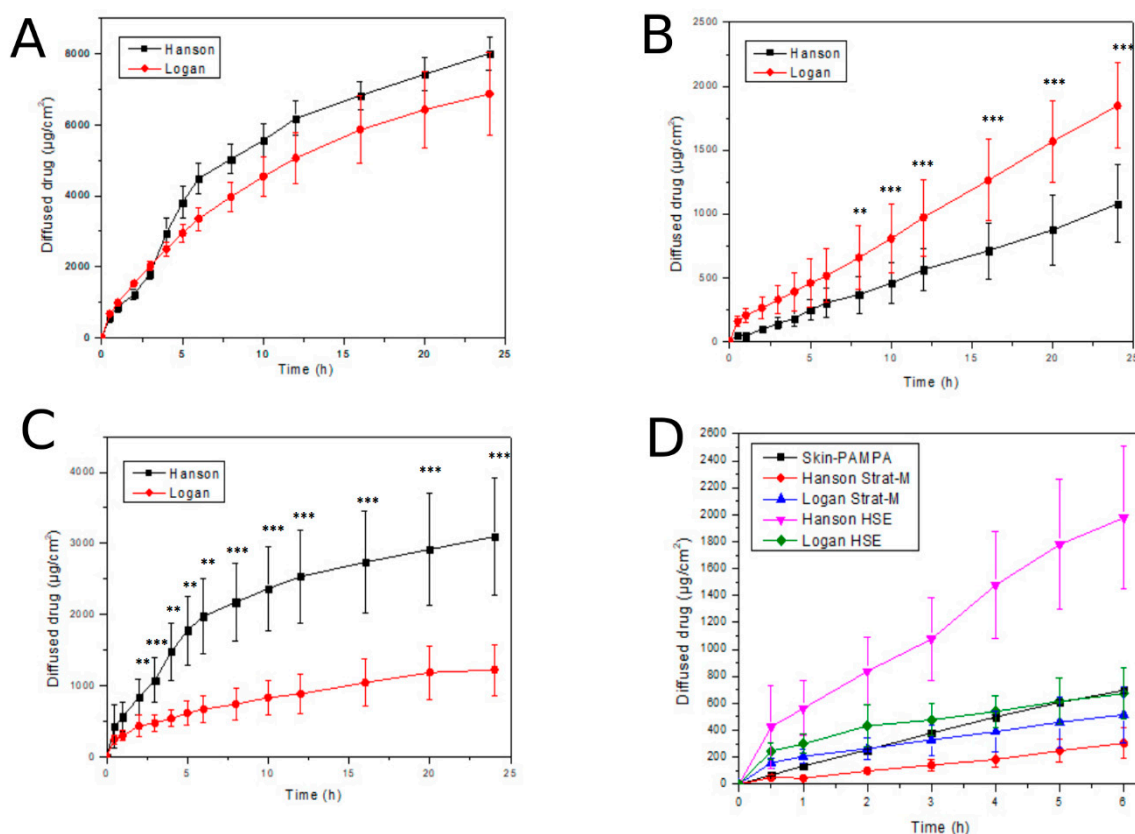 A
Hanson
Logan
8000
6000
4000
2000
0
Diffused drug (µg/cm²)
0 5 10 15 20 25
Time (h)
B
Hanson
Logan
2500
2000
1500
1000
500
0
Diffused drug (µg/cm²)
** *** *** *** *** *** ***
0 5 10 15 20 25
Time (h)
C
Hanson
Logan
4000
3000
2000
1000
0
Diffused drug (µg/cm²)
** *** ** ** ** *** *** *** *** *** ***
0 5 10 15 20 25
Time (h)
D
Skin-PAMPA
Hanson Strat-M
Logan Strat-M
Hanson HSE
Logan HSE
2600
2400
2200
2000
1800
1600
1400
1200
1000
800
600
400
200
0
Diffused drug (µg/cm²)
0 1 2 3 4 5 6
Time (h)